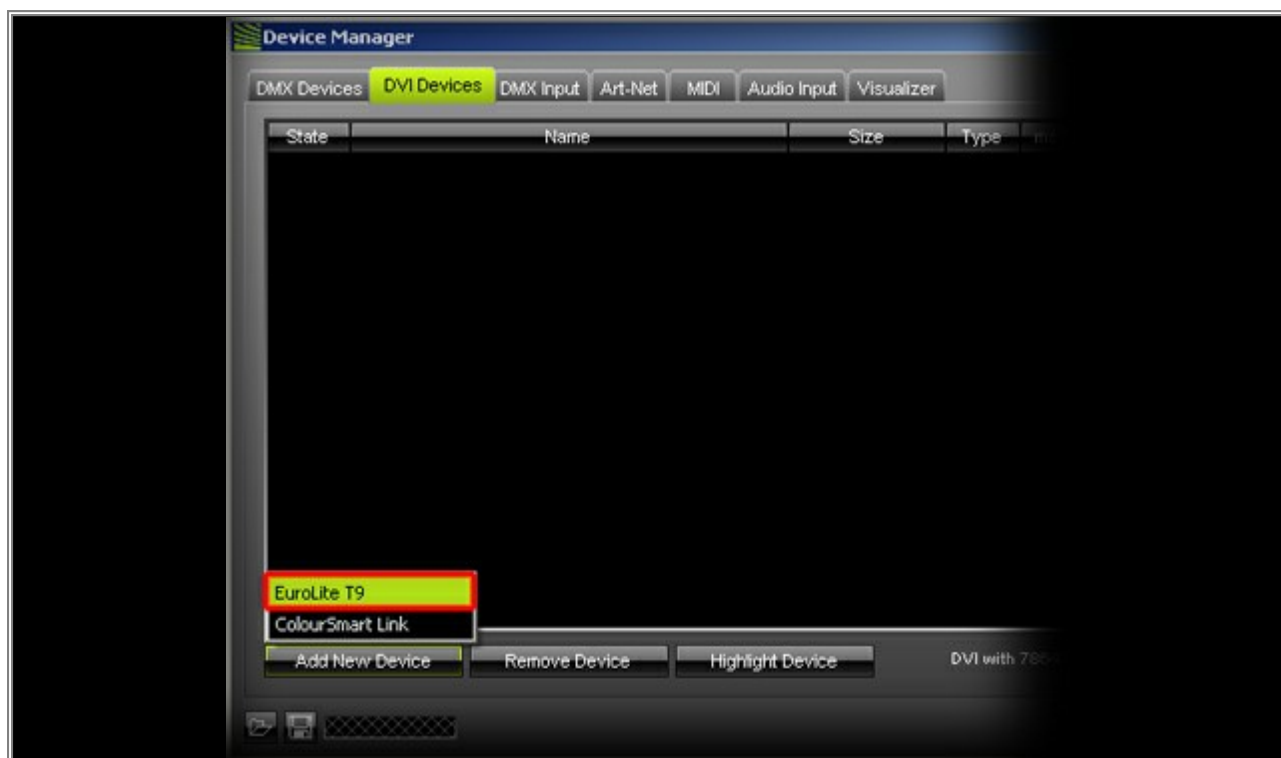 Device Manager
DMX Devices DVI Devices DMX Input Art-Net MIDI Audio Input Visualizer
State Name Size Type
EuroLite T9
ColourSmart Link
Add New Device Remove Device Highlight Device DVI with